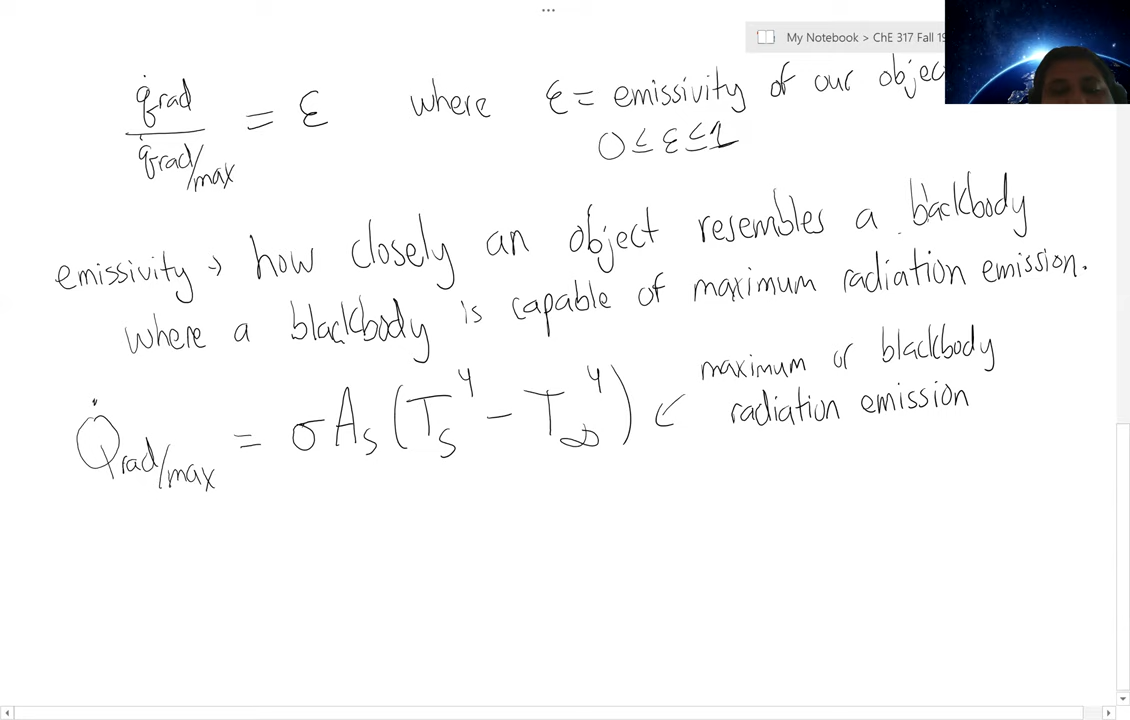 ...
My Notebook > ChE 317 Fall 19
q̇rad / q̇rad/max = ε where ε = emissivity of our objec
0 ≤ ε ≤ 1
emissivity → how closely an object resembles a blackbody
where a blackbody is capable of maximum radiation emission.
Q̇rad/max = σAs(Ts⁴ − T∞⁴) ← maximum or blackbody
radiation emission